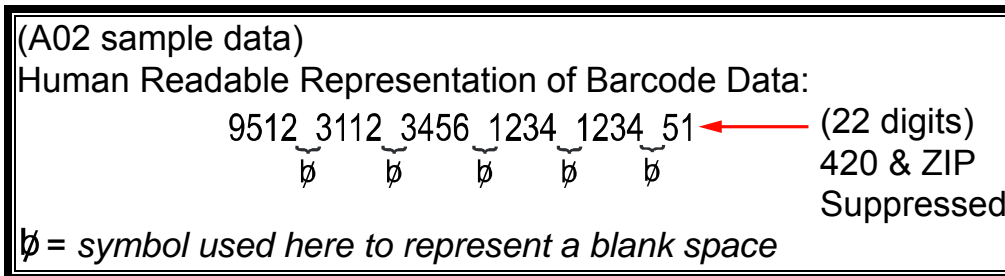 (A02 sample data)
Human Readable Representation of Barcode Data:
9512 3112 3456 1234 1234 51 (22 digits)
ƀ ƀ ƀ ƀ ƀ 420 & ZIP
Suppressed
ƀ = symbol used here to represent a blank space